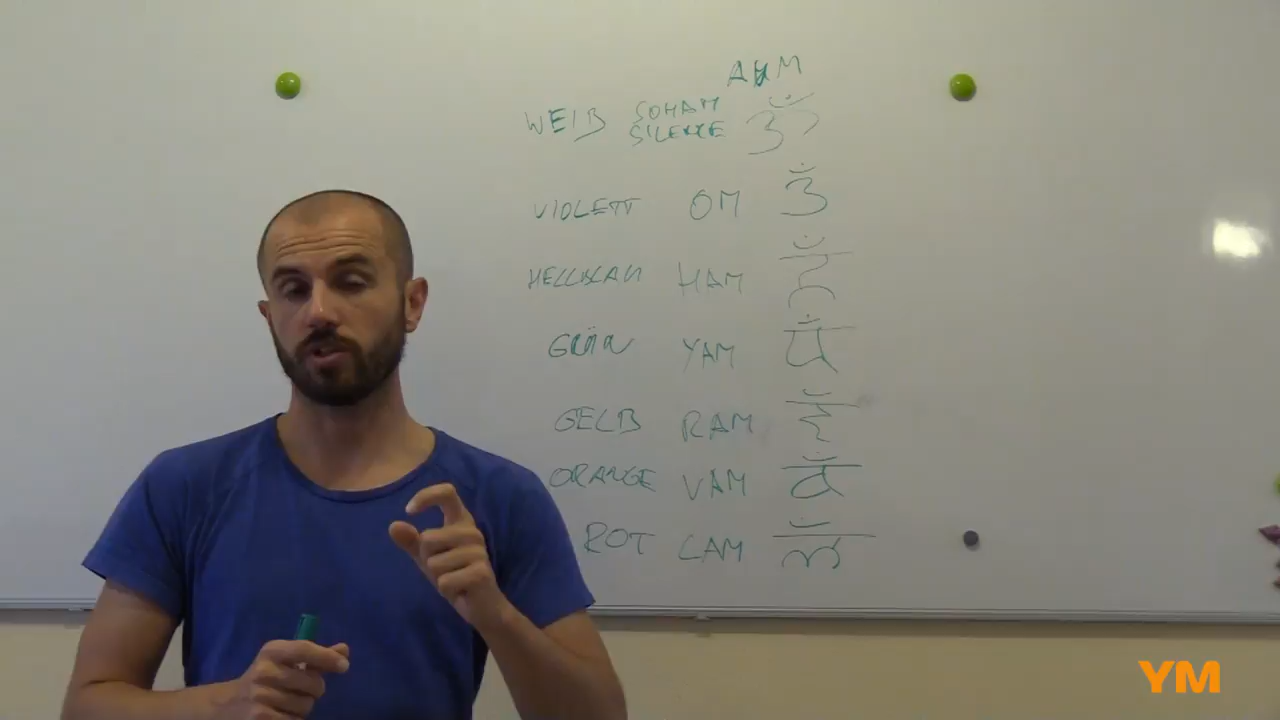 AUM
WEIß SOHAM ॐ
SILENCE
VIOLETT OM
HELLBLAU HAM हं
GRÜN YAM यं
GELB RAM रं
ORANGE VAM वं
ROT LAM लं
YM